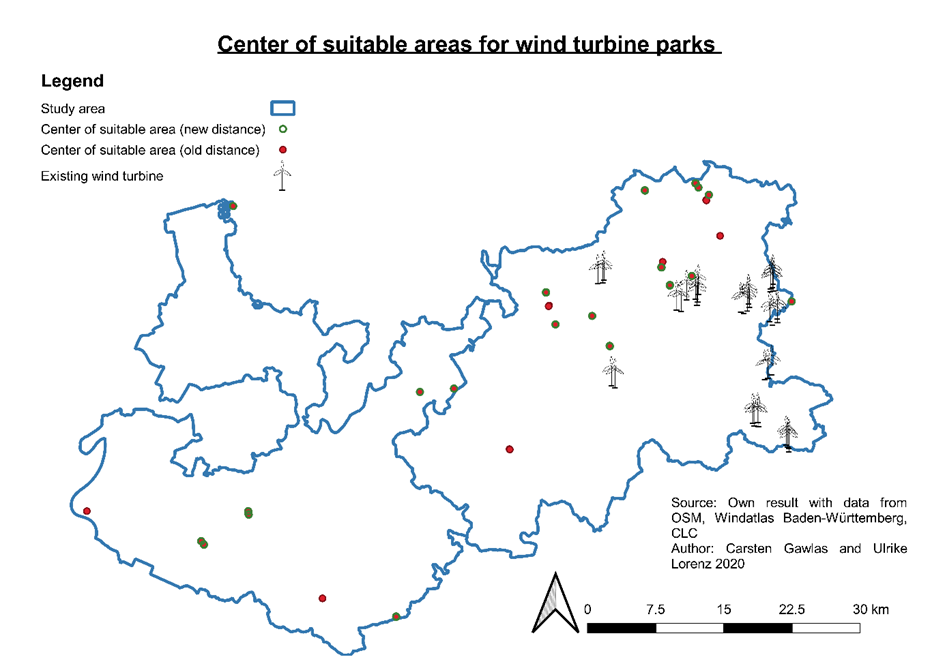 Center of suitable areas for wind turbine parks
Legend
Study area
Center of suitable area (new distance)
Center of suitable area (old distance)
Existing wind turbine
Source: Own result with data from
OSM, Windatlas Baden-Württemberg,
CLC
Author: Carsten Gawlas and Ulrike
Lorenz 2020
0 7.5 15 22.5 30 km